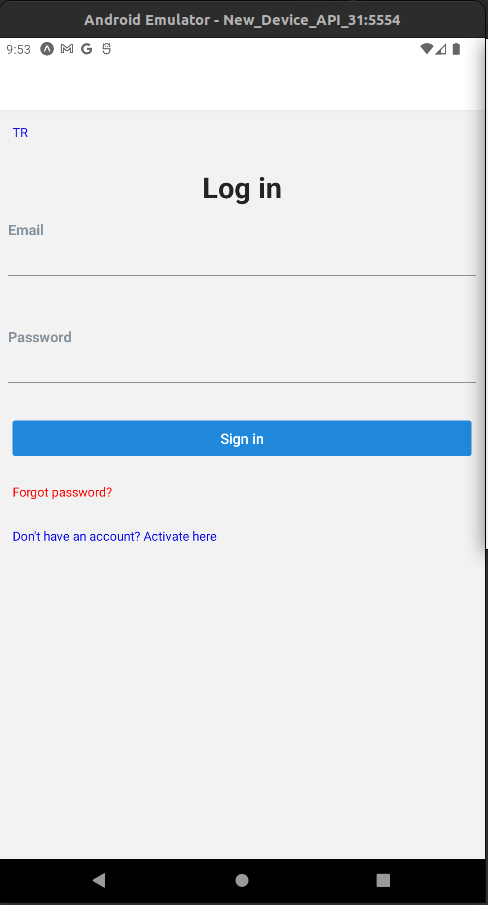 Android Emulator - New_Device_API_31:5554
9:53
TR
Log in
Email
Password
Sign in
Forgot password?
Don't have an account? Activate here